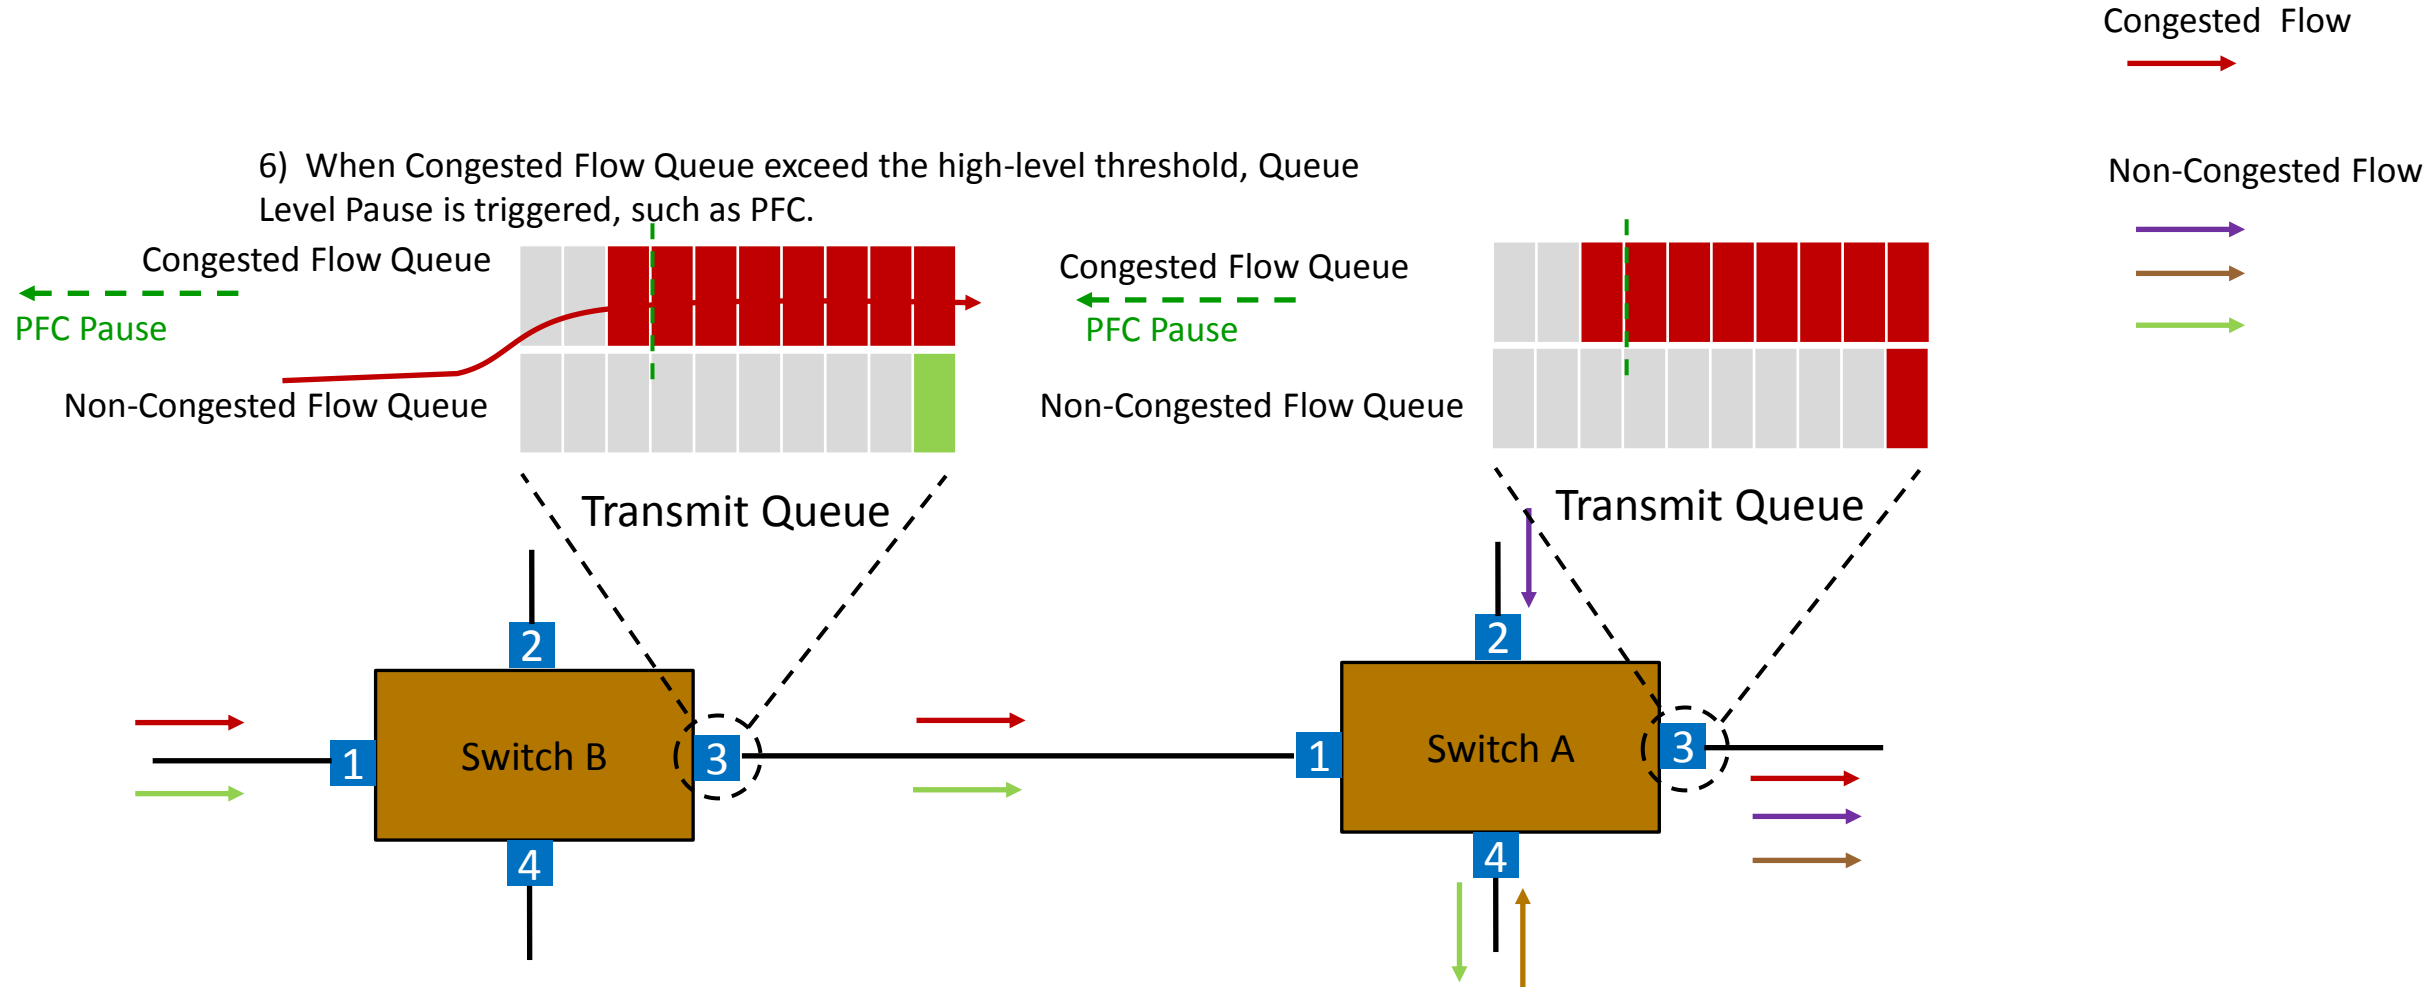 Congested  Flow
Non-Congested Flow
6)  When Congested Flow Queue exceed the high-level threshold, Queue
Level Pause is triggered, such as PFC.
Congested Flow Queue
PFC Pause
Non-Congested Flow Queue
Transmit Queue
Congested Flow Queue
PFC Pause
Non-Congested Flow Queue
Transmit Queue
2
1
Switch B
3
4
2
1
Switch A
3
4